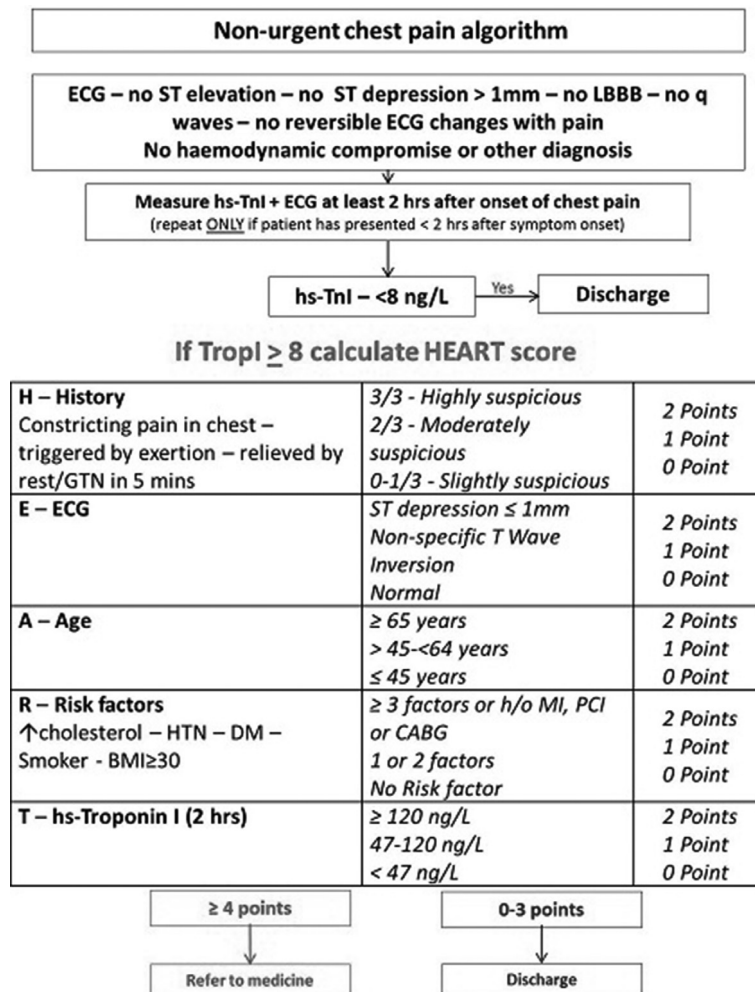 Non-urgent chest pain algorithm
ECG – no ST elevation – no ST depression > 1mm – no LBBB – no q
waves – no reversible ECG changes with pain
No haemodynamic compromise or other diagnosis
Measure hs-TnI + ECG at least 2 hrs after onset of chest pain
(repeat ONLY if patient has presented < 2 hrs after symptom onset)
hs-TnI – <8 ng/L
Yes
Discharge
If TropI ≥ 8 calculate HEART score
H – History
Constricting pain in chest –
triggered by exertion – relieved by
rest/GTN in 5 mins
3/3 - Highly suspicious
2/3 - Moderately
suspicious
0-1/3 - Slightly suspicious
2 Points
1 Point
0 Point
E – ECG
ST depression ≤ 1mm
Non-specific T Wave
Inversion
Normal
2 Points
1 Point
0 Point
A – Age
≥ 65 years
> 45-<64 years
≤ 45 years
2 Points
1 Point
0 Point
R – Risk factors
↑cholesterol – HTN – DM –
Smoker - BMI≥30
≥ 3 factors or h/o MI, PCI
or CABG
1 or 2 factors
No Risk factor
2 Points
1 Point
0 Point
T – hs-Troponin I (2 hrs)
≥ 120 ng/L
47-120 ng/L
< 47 ng/L
2 Points
1 Point
0 Point
≥ 4 points
0-3 points
Refer to medicine
Discharge